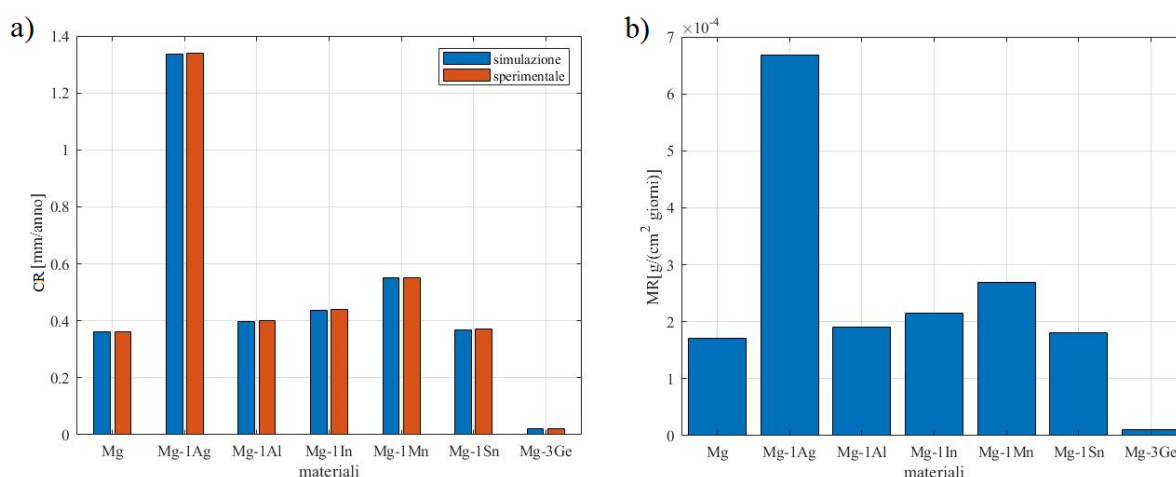 a)
1.4
1.2
1
0.8
0.6
0.4
0.2
0
CR [mm/anno]
simulazione
sperimentale
Mg Mg-1Ag Mg-1Al Mg-1In Mg-1Mn Mg-1Sn Mg-3Ge
materiali
b)
×10⁻⁴
7
6
5
4
3
2
1
0
MR[g/(cm² giorni)]
Mg Mg-1Ag Mg-1Al Mg-1In Mg-1Mn Mg-1Sn Mg-3Ge
materiali